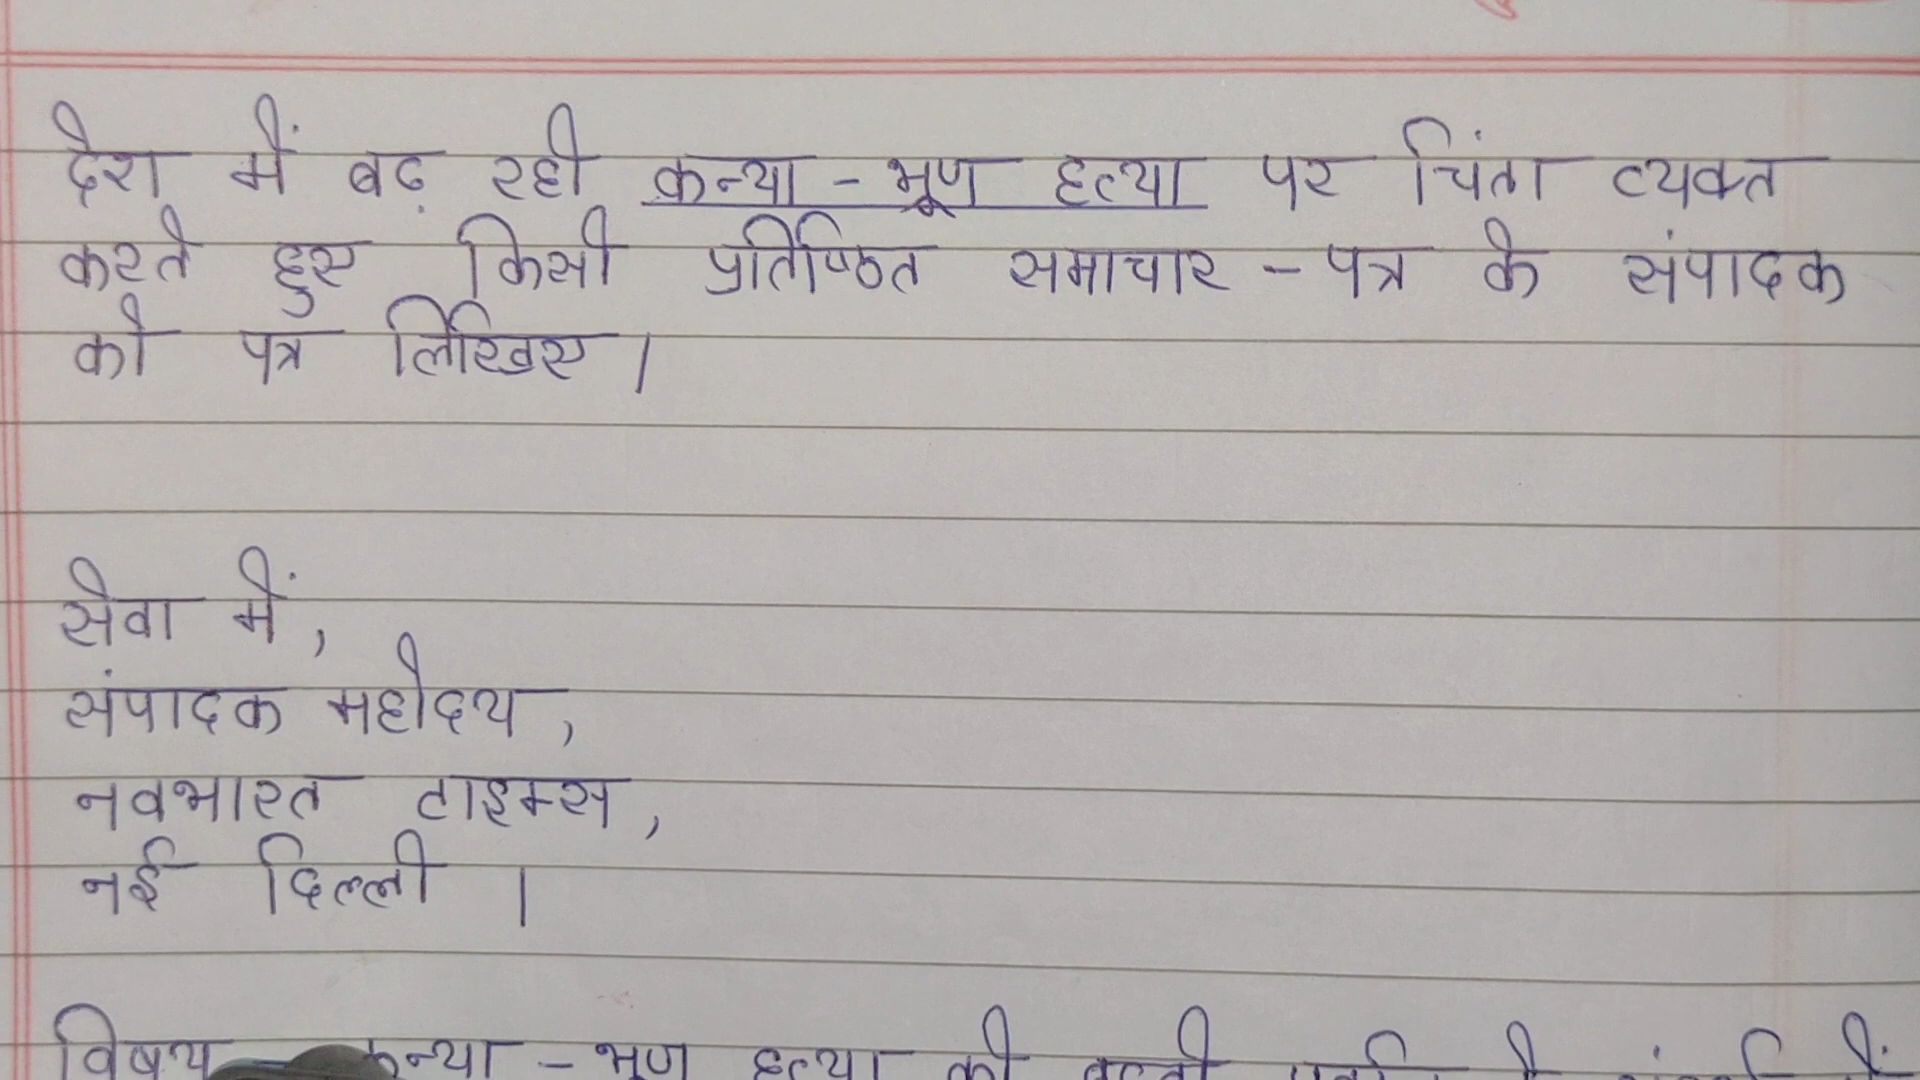 देश में बढ़ रही कन्या - भ्रूण हत्या पर चिंता व्यक्त
करते हुए किसी प्रतिष्ठित समाचार - पत्र के संपादक
को पत्र लिखिए ।
सेवा में ,
संपादक महोदय ,
नवभारत टाइम्स ,
नई दिल्ली ।
विषय - कन्या - भ्रूण हत्या की